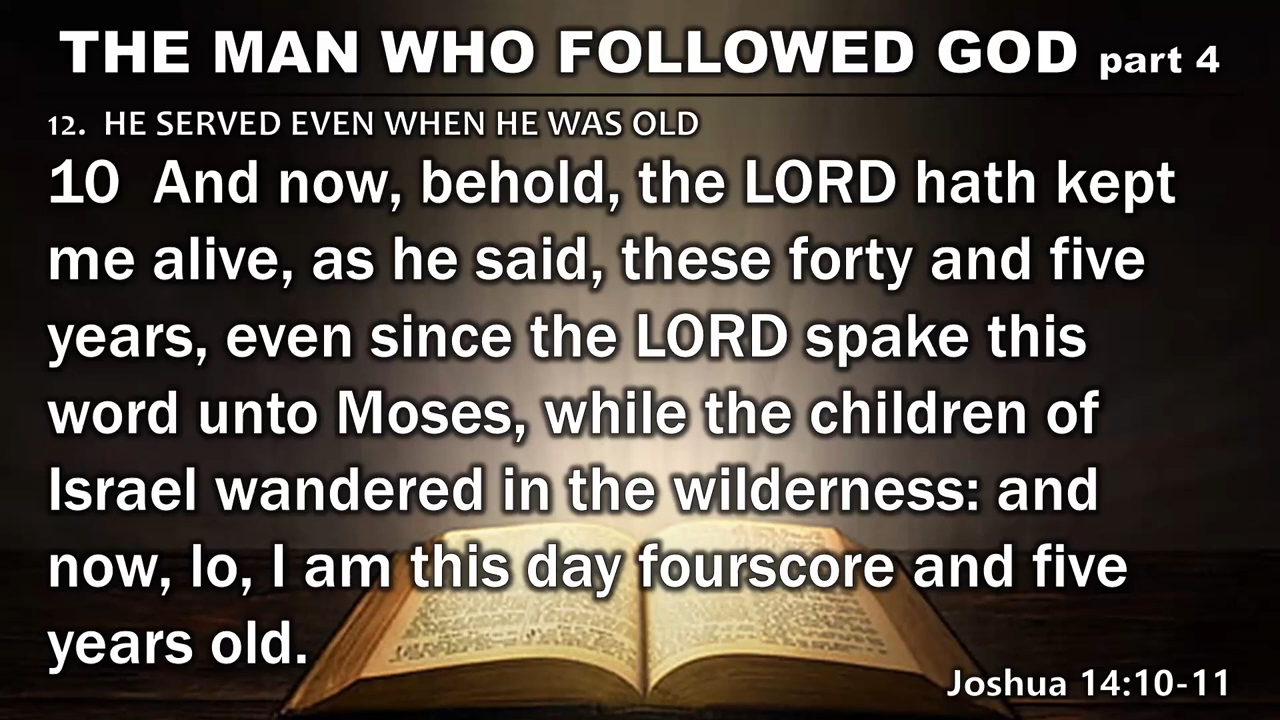 THE MAN WHO FOLLOWED GOD part 4
12. HE SERVED EVEN WHEN HE WAS OLD
10 And now, behold, the LORD hath kept
me alive, as he said, these forty and five
years, even since the LORD spake this
word unto Moses, while the children of
Israel wandered in the wilderness: and
now, lo, I am this day fourscore and five
years old.
Joshua 14:10-11